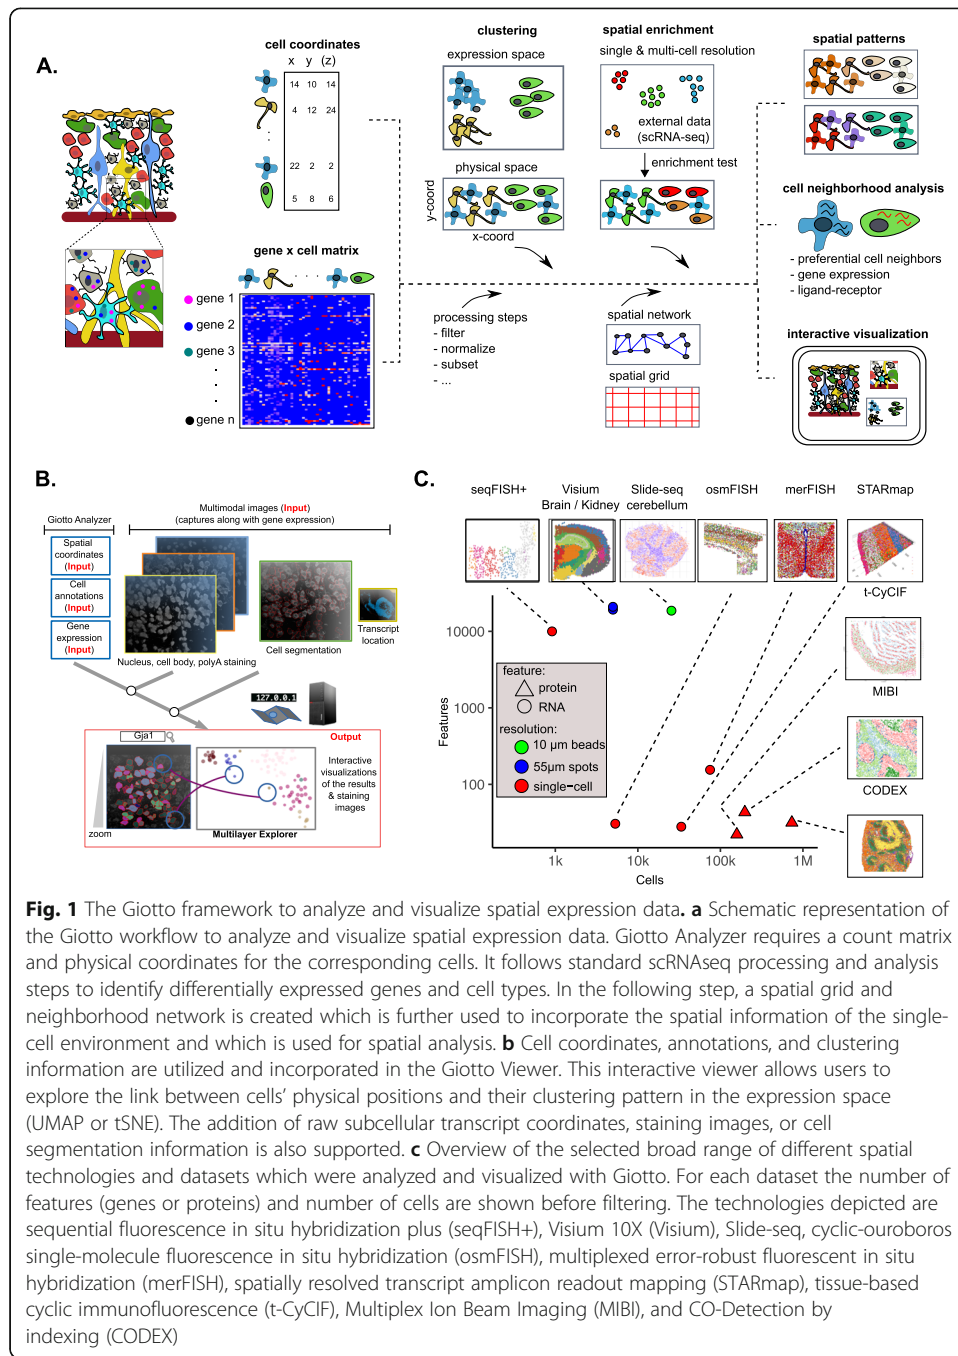 A.
cell coordinates
x y (z)
14 10 14
4 12 24
22 2 2
5 8 6
gene x cell matrix
gene 1
gene 2
gene 3
gene n
clustering
expression space
physical space
y-coord
x-coord
processing steps
- filter
- normalize
- subset
- ...
spatial enrichment
single & multi-cell resolution
external data
(scRNA-seq)
enrichment test
spatial network
spatial grid
spatial patterns
cell neighborhood analysis
- preferential cell neighbors
- gene expression
- ligand-receptor
interactive visualization
B.
Giotto Analyzer
Multimodal images (Input)
(captures along with gene expression)
Spatial
coordinates
(Input)
Cell
annotations
(Input)
Gene
expression
(Input)
Nucleus, cell body, polyA staining
Cell segmentation
Transcript
location
127.0.0.1
Output
Gja1
zoom
Multilayer Explorer
Interactive
visualizations
of the results
& staining
images
C.
seqFISH+
Visium
Brain / Kidney
Slide-seq
cerebellum
osmFISH
merFISH
STARmap
t-CyCIF
MIBI
CODEX
Features
10000
1000
100
feature:
protein
RNA
resolution:
10 µm beads
55µm spots
single-cell
1k
10k
100k
1M
Cells
Fig. 1 The Giotto framework to analyze and visualize spatial expression data. a Schematic representation of
the Giotto workflow to analyze and visualize spatial expression data. Giotto Analyzer requires a count matrix
and physical coordinates for the corresponding cells. It follows standard scRNAseq processing and analysis
steps to identify differentially expressed genes and cell types. In the following step, a spatial grid and
neighborhood network is created which is further used to incorporate the spatial information of the single-
cell environment and which is used for spatial analysis. b Cell coordinates, annotations, and clustering
information are utilized and incorporated in the Giotto Viewer. This interactive viewer allows users to
explore the link between cells' physical positions and their clustering pattern in the expression space
(UMAP or tSNE). The addition of raw subcellular transcript coordinates, staining images, or cell
segmentation information is also supported. c Overview of the selected broad range of different spatial
technologies and datasets which were analyzed and visualized with Giotto. For each dataset the number of
features (genes or proteins) and number of cells are shown before filtering. The technologies depicted are
sequential fluorescence in situ hybridization plus (seqFISH+), Visium 10X (Visium), Slide-seq, cyclic-ouroboros
single-molecule fluorescence in situ hybridization (osmFISH), multiplexed error-robust fluorescent in situ
hybridization (merFISH), spatially resolved transcript amplicon readout mapping (STARmap), tissue-based
cyclic immunofluorescence (t-CyCIF), Multiplex Ion Beam Imaging (MIBI), and CO-Detection by
indexing (CODEX)